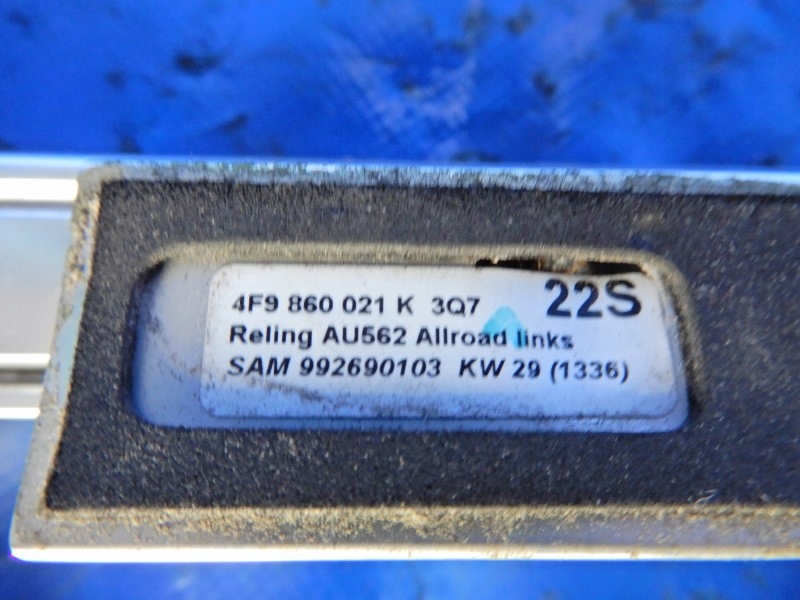 4F9 860 021 K 3Q7 22S
Reling AU562 Allroad links
SAM 992690103 KW 29 (1336)